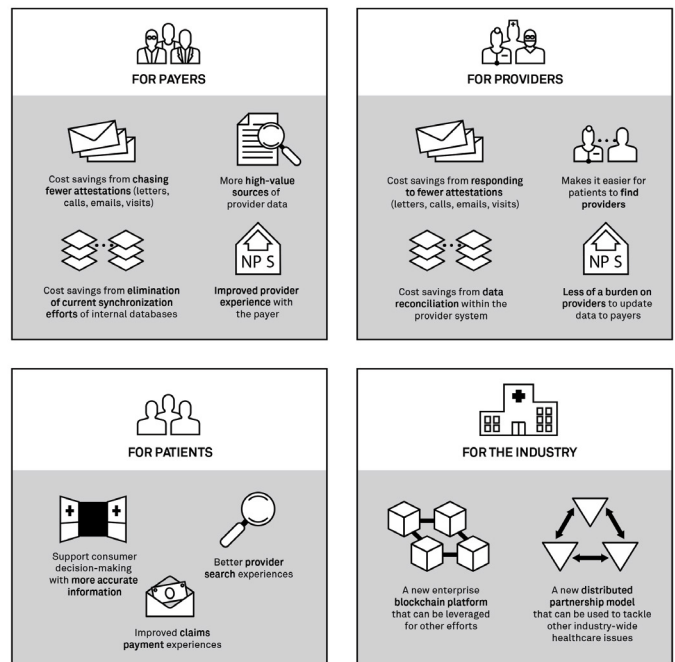 FOR PAYERS
Cost savings from chasing
fewer attestations (letters,
calls, emails, visits)
More high-value
sources of
provider data
Cost savings from elimination
of current synchronization
efforts of internal databases
NP S
Improved provider
experience with
the payer
FOR PROVIDERS
Cost savings from responding
to fewer attestations
(letters, calls, emails, visits)
Makes it easier for
patients to find
providers
Cost savings from data
reconciliation within the
provider system
NP S
Less of a burden on
providers to update
data to payers
FOR PATIENTS
Support consumer
decision-making
with more accurate
information
Better provider
search experiences
Improved claims
payment experiences
FOR THE INDUSTRY
A new enterprise
blockchain platform
that can be leveraged
for other efforts
A new distributed
partnership model
that can be used to tackle
other industry-wide
healthcare issues